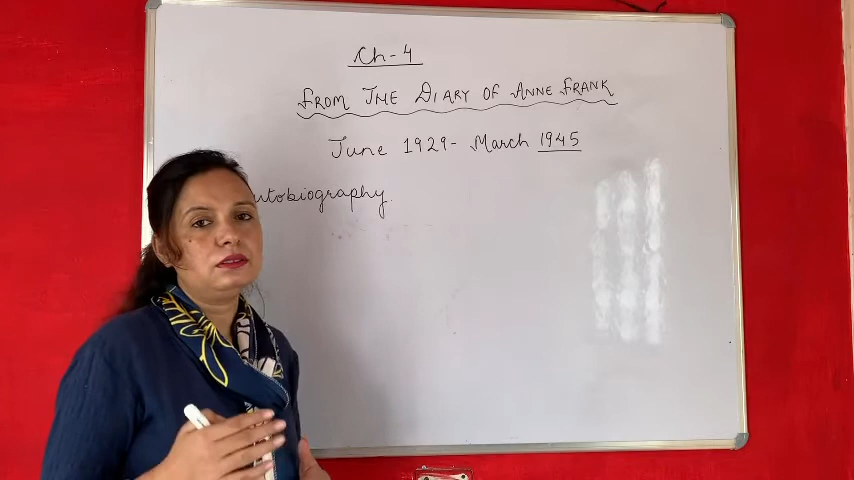 Ch-4
FROM THE DIARY OF ANNE FRANK
June 1929- March 1945
utobiography.